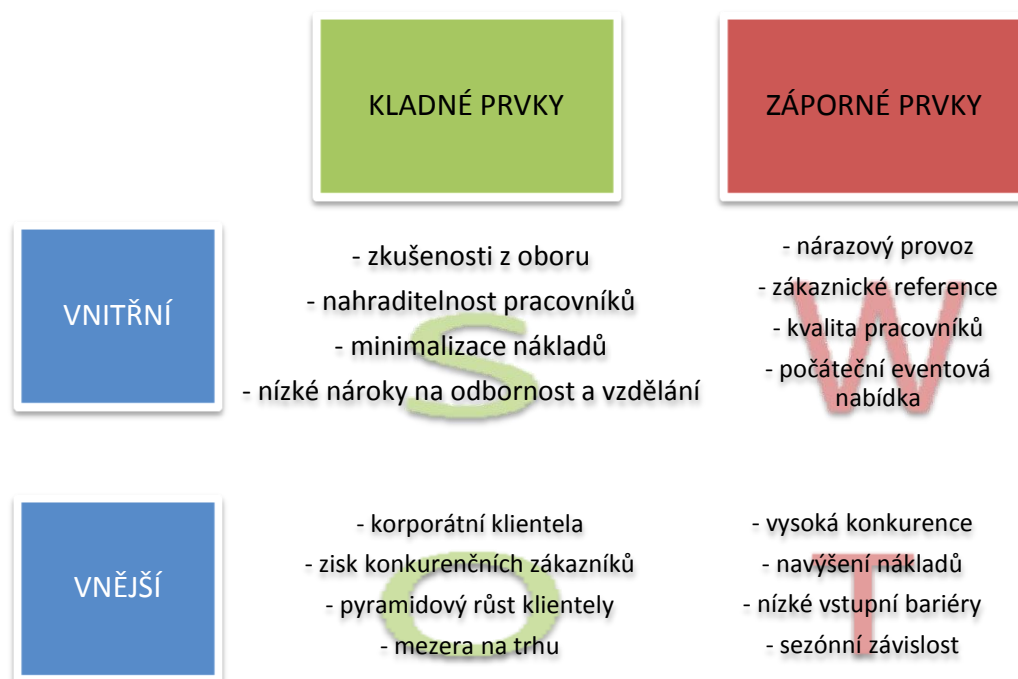 KLADNÉ PRVKY
ZÁPORNÉ PRVKY
VNITŘNÍ
- zkušenosti z oboru
- nahraditelnost pracovníků
- minimalizace nákladů
- nízké nároky na odbornost a vzdělání
S
- nárazový provoz
- zákaznické reference
- kvalita pracovníků
- počáteční eventová
nabídka
W
VNĚJŠÍ
- korporátní klientela
- zisk konkurenčních zákazníků
- pyramidový růst klientely
- mezera na trhu
O
- vysoká konkurence
- navýšení nákladů
- nízké vstupní bariéry
- sezónní závislost
T